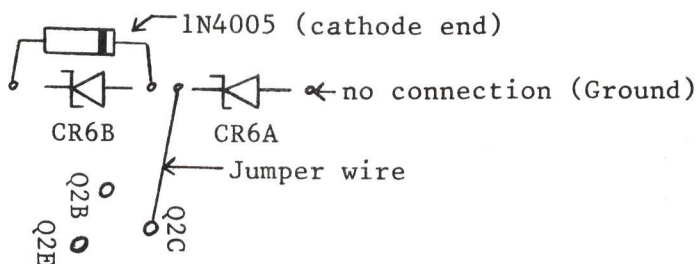 1N4005 (cathode end)
no connection (Ground)
CR6B
CR6A
Jumper wire
Q2B
Q2C
Q2E